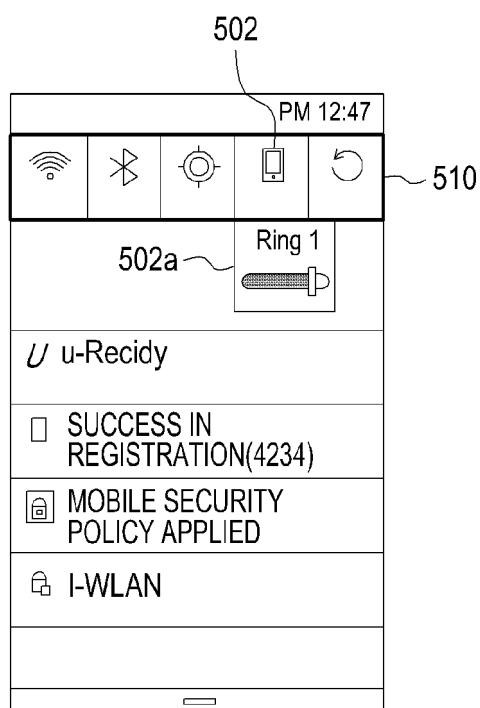 502
PM 12:47
510
Ring 1
502a
U u-Recidy
SUCCESS IN
REGISTRATION(4234)
MOBILE SECURITY
POLICY APPLIED
I-WLAN